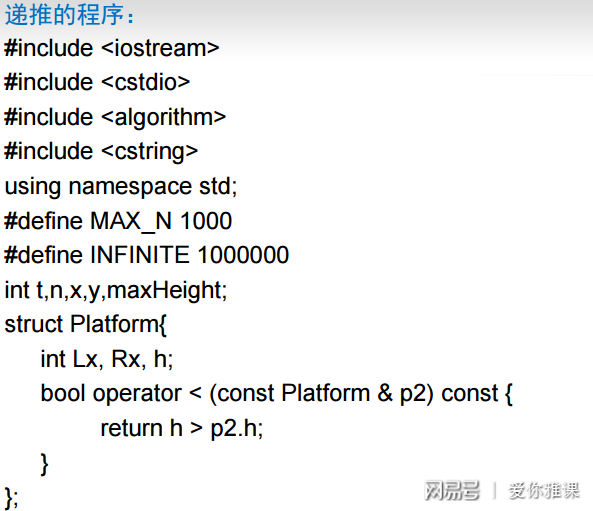 递推的程序：
#include <iostream>
#include <cstdio>
#include <algorithm>
#include <cstring>
using namespace std;
#define MAX_N 1000
#define INFINITE 1000000
int t,n,x,y,maxHeight;
struct Platform{
int Lx, Rx, h;
bool operator < (const Platform & p2) const {
return h > p2.h;
}
};
网易号 | 爱你雅课